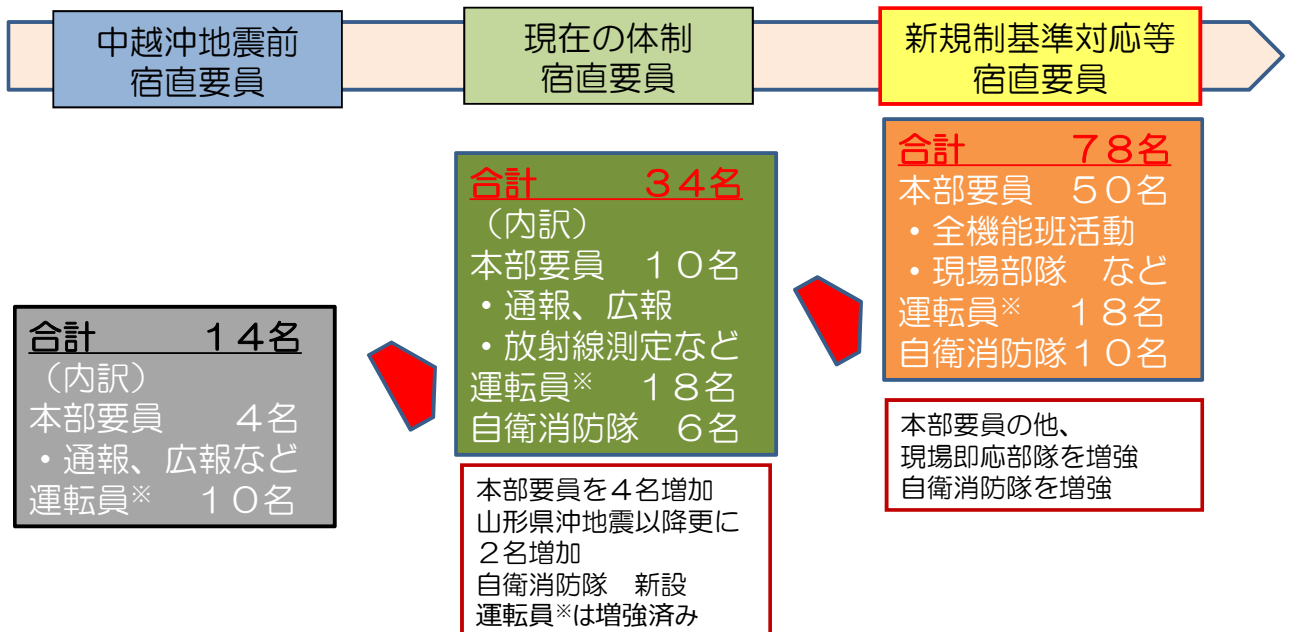 中越沖地震前
宿直要員
現在の体制
宿直要員
新規制基準対応等
宿直要員
合計　　　１４名
（内訳）
本部要員　　４名
・通報、広報など
運転員※　１０名
合計　　　３４名
（内訳）
本部要員　１０名
・通報、広報
・放射線測定など
運転員※　１８名
自衛消防隊　６名
本部要員を４名増加
山形県沖地震以降更に
２名増加
自衛消防隊　新設
運転員※は増強済み
合計　　　７８名
本部要員　５０名
・全機能班活動
・現場部隊　など
運転員※　１８名
自衛消防隊１０名
本部要員の他、
現場即応部隊を増強
自衛消防隊を増強